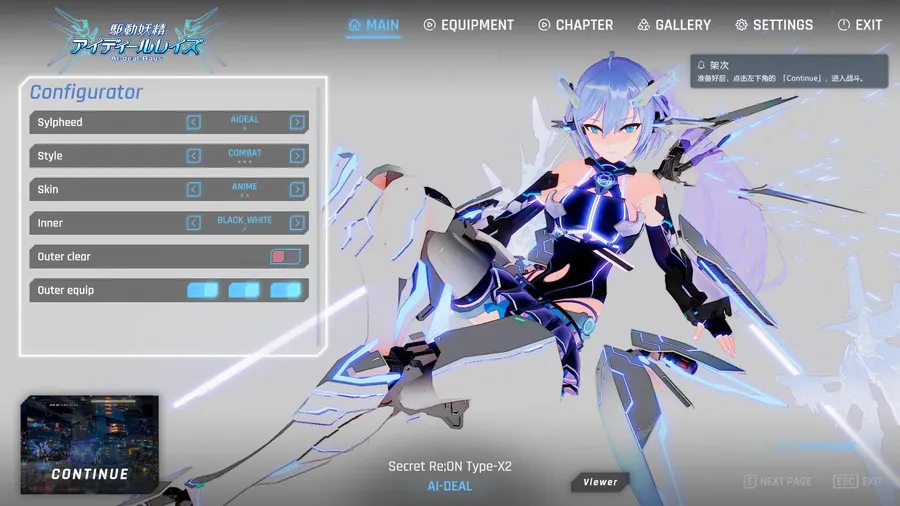 駆動妖精
アイディールレイズ
AI-Deal-Rays
MAIN
EQUIPMENT
CHAPTER
GALLERY
SETTINGS
EXIT
架次
准备好后，点击左下角的 「Continue」，进入战斗。
Configurator
Sylpheed
AIDEAL
Style
COMBAT
Skin
ANIME
Inner
BLACK_WHITE
Outer clear
Outer equip
CONTINUE
Secret Re;ON Type-X2
AI-DEAL
Viewer
E NEXT PAGE
ESC EXIT